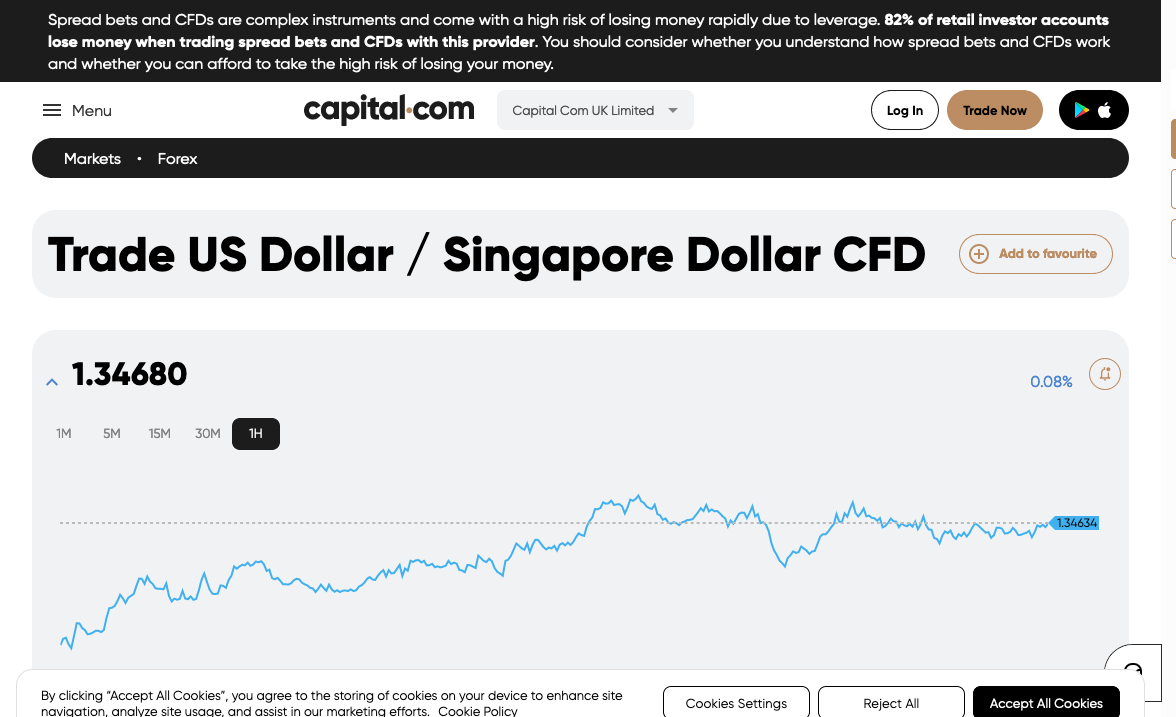 Spread bets and CFDs are complex instruments and come with a high risk of losing money rapidly due to leverage. 82% of retail investor accounts
lose money when trading spread bets and CFDs with this provider. You should consider whether you understand how spread bets and CFDs work
and whether you can afford to take the high risk of losing your money.
Menu
capital.com
Capital Com UK Limited
Log In
Trade Now
Markets • Forex
Trade US Dollar / Singapore Dollar CFD
Add to favourite
1.34680
0.08%
1M 5M 15M 30M 1H
1.34634
By clicking “Accept All Cookies”, you agree to the storing of cookies on your device to enhance site
navigation, analyze site usage, and assist in our marketing efforts. Cookie Policy
Cookies Settings
Reject All
Accept All Cookies